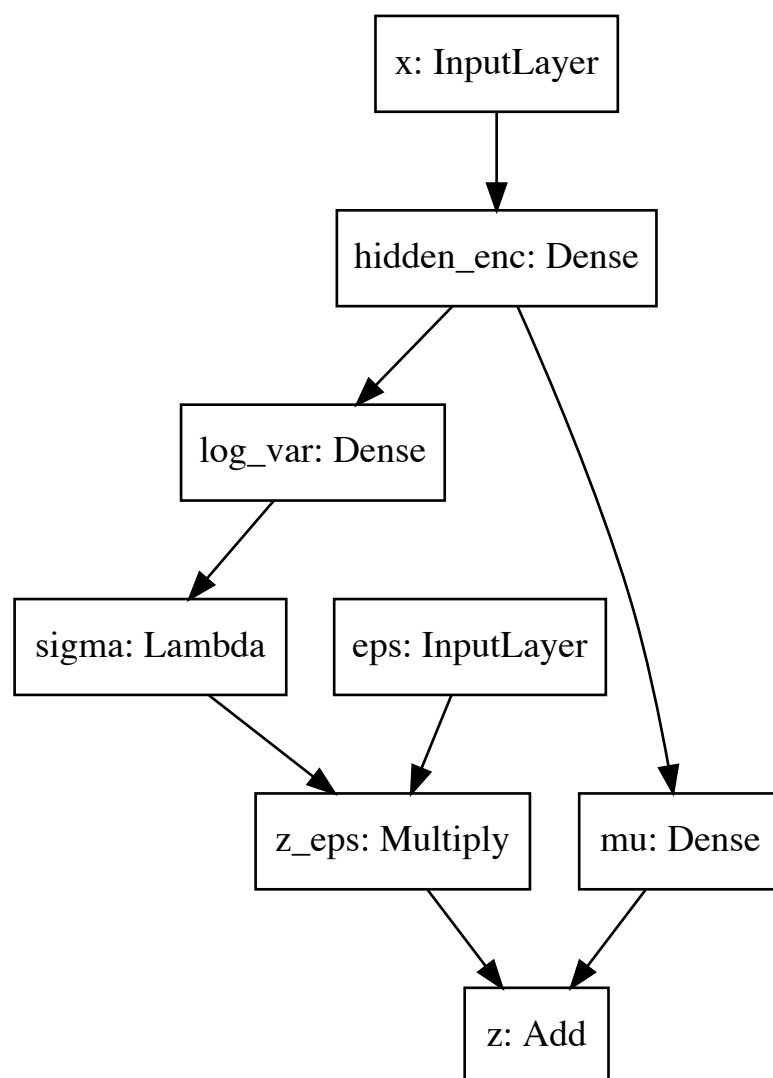 x: InputLayer
hidden_enc: Dense
log_var: Dense
sigma: Lambda
eps: InputLayer
z_eps: Multiply
mu: Dense
z: Add